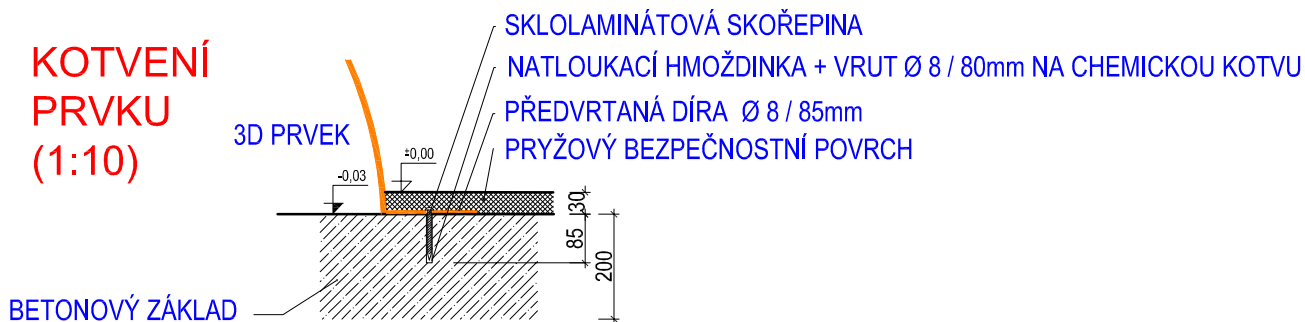 KOTVENÍ
PRVKU
(1:10)
SKLOLAMINÁTOVÁ SKOŘEPINA
NATLOUKACÍ HMOŽDINKA + VRUT Ø 8 / 80mm NA CHEMICKOU KOTVU
PŘEDVRTANÁ DÍRA Ø 8 / 85mm
PRYŽOVÝ BEZPEČNOSTNÍ POVRCH
3D PRVEK
±0,00
-0,03
30
85
200
BETONOVÝ ZÁKLAD